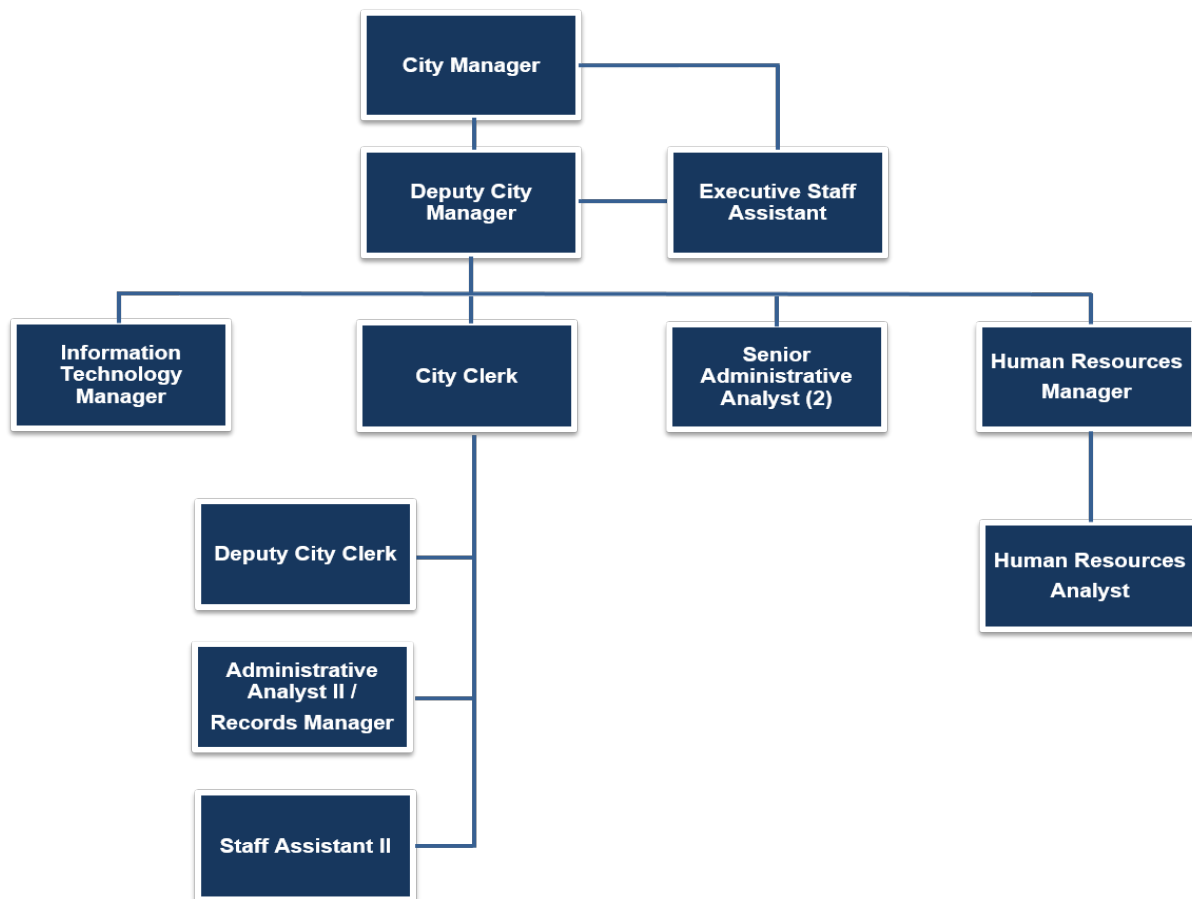 City Manager
Deputy City
Manager
Executive Staff
Assistant
Information
Technology
Manager
City Clerk
Senior
Administrative
Analyst (2)
Human Resources
Manager
Deputy City Clerk
Human Resources
Analyst
Administrative
Analyst II /
Records Manager
Staff Assistant II